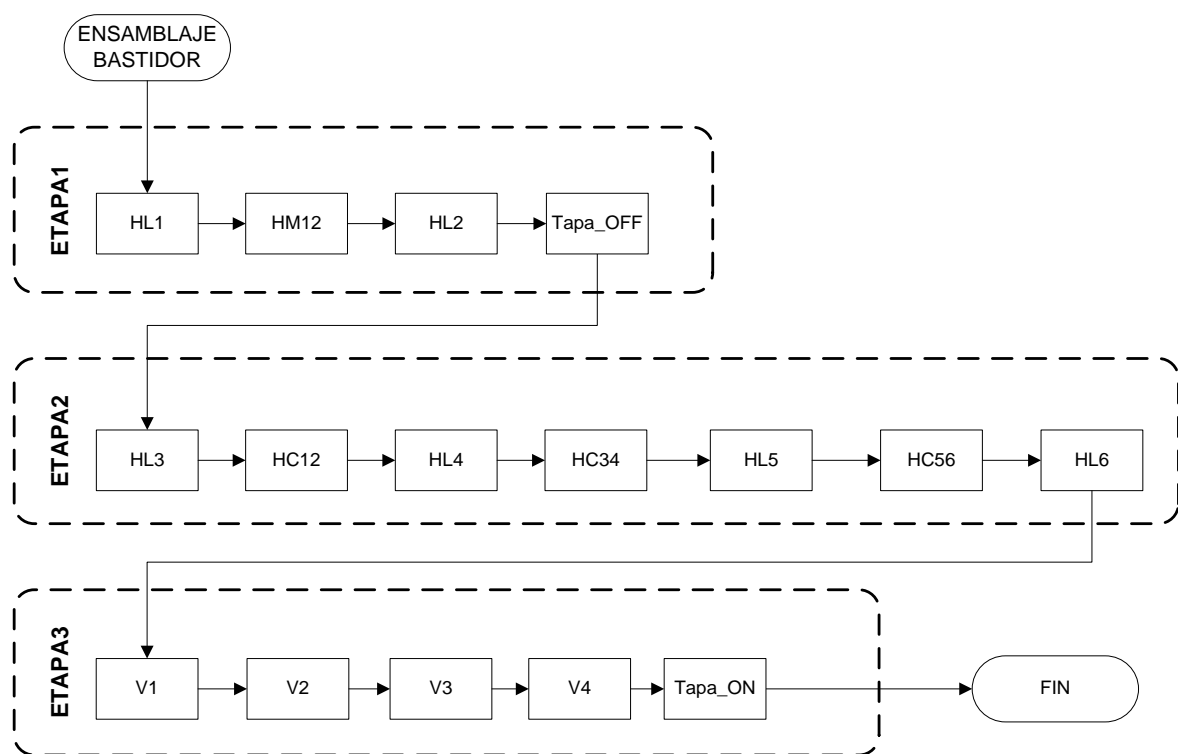 ENSAMBLAJE
BASTIDOR
ETAPA1
HL1
HM12
HL2
Tapa_OFF
ETAPA2
HL3
HC12
HL4
HC34
HL5
HC56
HL6
ETAPA3
V1
V2
V3
V4
Tapa_ON
FIN